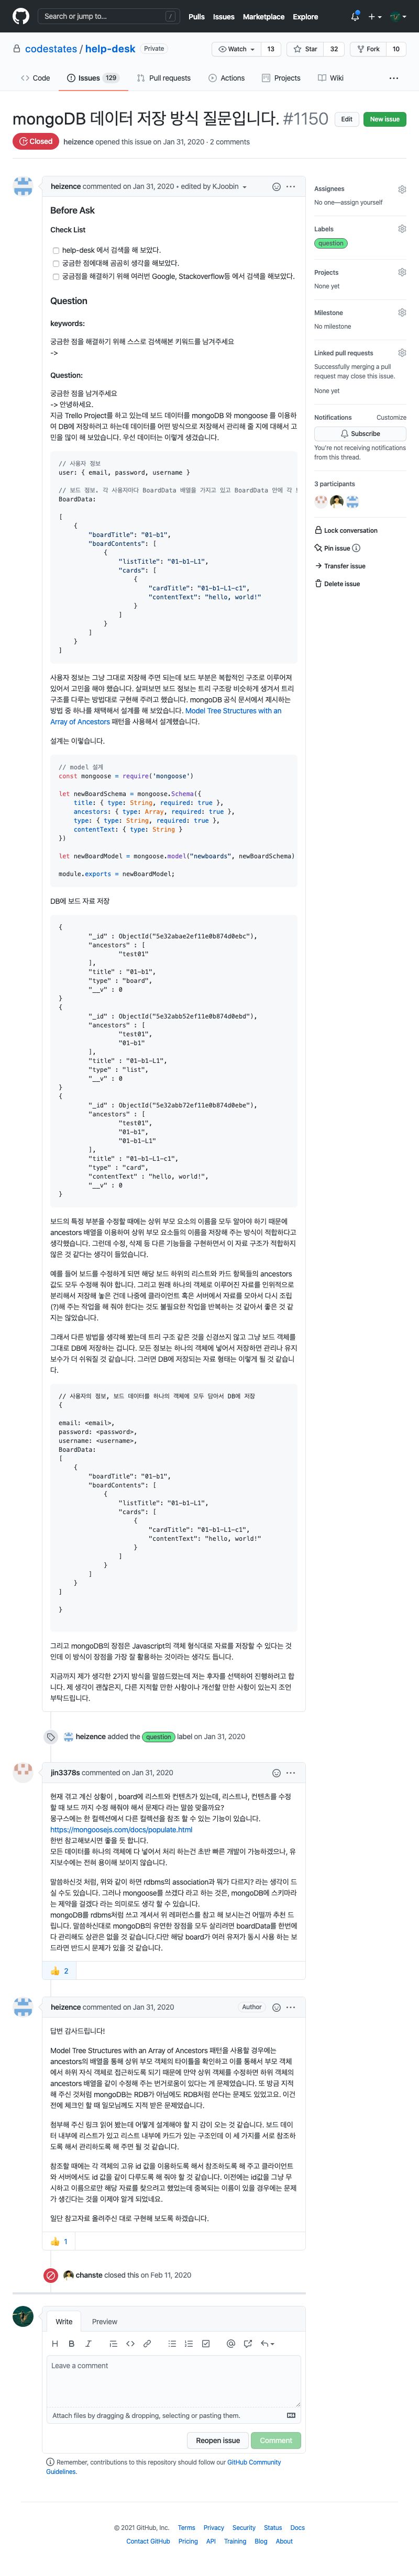 Search or jump to...
/
Pulls Issues Marketplace Explore
codestates / help-desk Private
Watch 13 Star 32 Fork 10
Code Issues 129 Pull requests Actions Projects Wiki
mongoDB 데이터 저장 방식 질문입니다. #1150
Edit New issue
Closed heizence opened this issue on Jan 31, 2020 · 2 comments
heizence commented on Jan 31, 2020 • edited by KJoobin
Before Ask
Check List
help-desk 에서 검색을 해 보았다.
궁금한 점에대해 곰곰히 생각을 해보았다.
궁금점을 해결하기 위해 여러번 Google, Stackoverflow등 에서 검색을 해보았다.
Question
keywords:
궁금한 점을 해결하기 위해 스스로 검색해본 키워드를 남겨주세요
->
Question:
궁금한 점을 남겨주세요
-> 안녕하세요.
지금 Trello Project를 하고 있는데 보드 데이터를 mongoDB 와 mongoose 를 이용하
여 DB에 저장하려고 하는데 데이터를 어떤 방식으로 저장해서 관리해 줄 지에 대해서 고
민을 많이 해 보았습니다. 우선 데이터는 이렇게 생겼습니다.
// 사용자 정보
user: { email, password, username }
// 보드 정보. 각 사용자마다 BoardData 배열을 가지고 있고 BoardData 안에 각
BoardData:
[
{
"boardTitle": "01-b1",
"boardContents": [
{
"listTitle": "01-b1-L1",
"cards": [
{
"cardTitle": "01-b1-L1-c1",
"contentText": "hello, world!"
}
]
}
]
}
]
사용자 정보는 그냥 그대로 저장해 주면 되는데 보드 부분은 복합적인 구조로 이루어져
있어서 고민을 해야 했습니다. 살펴보면 보드 정보는 트리 구조랑 비슷하게 생겨서 트리
구조를 다루는 방법대로 구현해 주려고 했습니다. mongoDB 공식 문서에서 제시하는
방법 중 하나를 채택해서 설계를 해 보았습니다. Model Tree Structures with an
Array of Ancestors 패턴을 사용해서 설계했습니다.
설계는 이렇습니다.
// model 설계
const mongoose = require('mongoose')
let newBoardSchema = mongoose.Schema({
title: { type: String, required: true },
ancestors: { type: Array, required: true },
type: { type: String, required: true },
contentText: { type: String }
})
let newBoardModel = mongoose.model("newboards", newBoardSchema)
module.exports = newBoardModel;
DB에 보드 자료 저장
{
"_id" : ObjectId("5e32abae2ef11e0b874d0ebc"),
"ancestors" : [
"test01"
],
"title" : "01-b1",
"type" : "board",
"__v" : 0
}
{
"_id" : ObjectId("5e32abb52ef11e0b874d0ebd"),
"ancestors" : [
"test01",
"01-b1"
],
"title" : "01-b1-L1",
"type" : "list",
"__v" : 0
}
{
"_id" : ObjectId("5e32abb72ef11e0b874d0ebe"),
"ancestors" : [
"test01",
"01-b1",
"01-b1-L1"
],
"title" : "01-b1-L1-c1",
"type" : "card",
"contentText" : "hello, world!",
"__v" : 0
}
보드의 특정 부분을 수정할 때에는 상위 부모 요소의 이름을 모두 알아야 하기 때문에
ancestors 배열을 이용하여 상위 부모 요소들의 이름을 저장해 주는 방식이 적합하다고
생각했습니다. 그런데 수정, 삭제 등 다른 기능들을 구현하면서 이 자료 구조가 적합하지
않은 것 같다는 생각이 들었습니다.
예를 들어 보드를 수정하게 되면 해당 보드 하위의 리스트와 카드 항목들의 ancestors
값도 모두 수정해 줘야 합니다. 그리고 원래 하나의 객체로 이루어진 자료를 인위적으로
분리해서 저장해 놓은 건데 나중에 클라이언트 혹은 서버에서 자료를 모아서 다시 조립
(?)해 주는 작업을 해 줘야 한다는 것도 불필요한 작업을 반복하는 것 같아서 좋은 것 같
지는 않았습니다.
그래서 다른 방법을 생각해 봤는데 트리 구조 같은 것을 신경쓰지 않고 그냥 보드 객체를
그대로 DB에 저장하는 겁니다. 모든 정보는 하나의 객체에 넣어서 저장하면 관리나 유지
보수가 더 쉬워질 것 같습니다. 그러면 DB에 저장되는 자료 형태는 이렇게 될 것 같습니
다.
// 사용자의 정보, 보드 데이터를 하나의 객체에 모두 담아서 DB에 저장
{
email: <email>,
password: <password>,
username: <username>,
BoardData:
[
{
"boardTitle": "01-b1",
"boardContents": [
{
"listTitle": "01-b1-L1",
"cards": [
{
"cardTitle": "01-b1-L1-c1",
"contentText": "hello, world!"
}
]
}
]
}
]
}
그리고 mongoDB의 장점은 Javascript의 객체 형식대로 자료를 저장할 수 있다는 것
인데 이 방식이 장점을 가장 잘 활용하는 것이라는 생각도 듭니다.
지금까지 제가 생각한 2가지 방식을 말씀드렸는데 저는 후자를 선택하여 진행하려고 합
니다. 제 생각이 괜찮은지, 다른 지적할 만한 사항이나 개선할 만한 사항이 있는지 조언
부탁드립니다.
heizence added the question label on Jan 31, 2020
jin3378s commented on Jan 31, 2020
현재 겪고 계신 상황이 , board에 리스트와 컨텐츠가 있는데, 리스트나, 컨텐츠를 수정
할 때 보드 까지 수정 해줘야 해서 문제다 라는 말씀 맞을까요?
몽구스에는 한 컬렉션에서 다른 컬렉션을 참조 할 수 있는 기능이 있습니다.
https://mongoosejs.com/docs/populate.html
한번 참고해보시면 좋을 듯 합니다.
모든 데이터를 하나의 객체에 다 넣어서 처리 하는건 초반 빠른 개발이 가능하겠으나, 유
지보수에는 전혀 용이해 보이지 않습니다.
말씀하신것 처럼, 위와 같이 하면 rdbms의 association과 뭐가 다르지? 라는 생각이 드
실 수도 있습니다. 그러나 mongoose를 쓰겠다 라고 하는 것은, mongoDB에 스키마라
는 제약을 걸겠다 라는 의미로도 생각 할 수 있습니다.
mongoDB를 rdbms처럼 쓰고 계셔서 위 레퍼런스를 참고 해 보시는건 어떨까 추천 드
립니다. 말씀하신대로 mongoDB의 유연한 장점을 모두 살리려면 boardData를 한번에
다 관리해도 상관은 없을 것 같습니다.다만 해당 board가 여러 유저가 동시 사용 하는 보
드라면 반드시 문제가 있을 것 같습니다.
👍 2
heizence commented on Jan 31, 2020 Author
답변 감사드립니다!
Model Tree Structures with an Array of Ancestors 패턴을 사용할 경우에는
ancestors의 배열을 통해 상위 부모 객체의 타이틀을 확인하고 이를 통해서 부모 객체
에서 하위 자식 객체로 접근하도록 되기 때문에 만약 상위 객체를 수정하면 하위 객체의
ancestors 배열을 같이 수정해 주는 번거로움이 있다는 게 문제였습니다. 또 방금 지적
해 주신 것처럼 mongoDB는 RDB가 아님에도 RDB처럼 쓴다는 문제도 있었고요. 이건
전에 체크인 할 때 일모님께도 지적 받은 문제였습니다.
첨부해 주신 링크 읽어 봤는데 어떻게 설계해야 할 지 감이 오는 것 같습니다. 보드 데이
터 내부에 리스트가 있고 리스트 내부에 카드가 있는 구조인데 이 세 가지를 서로 참조하
도록 해서 관리하도록 해 주면 될 것 같습니다.
참조할 때에는 각 객체의 고유 id 값을 이용하도록 해서 참조하도록 해 주고 클라이언트
와 서버에서도 id 값을 같이 다루도록 해 줘야 할 것 같습니다. 이전에는 id값을 그냥 무
시하고 이름으로만 해당 자료를 찾으려고 했었는데 중복되는 이름이 있을 경우에는 문제
가 생긴다는 것을 이제야 알게 되었네요.
일단 참고자료 올려주신 대로 구현해 보도록 하겠습니다.
👍 1
chanste closed this on Feb 11, 2020
Write Preview
Leave a comment
Attach files by dragging & dropping, selecting or pasting them.
Reopen issue Comment
Remember, contributions to this repository should follow our GitHub Community
Guidelines.
Assignees
No one—assign yourself
Labels
question
Projects
None yet
Milestone
No milestone
Linked pull requests
Successfully merging a pull
request may close this issue.
None yet
Notifications Customize
Subscribe
You're not receiving notifications
from this thread.
3 participants
Lock conversation
Pin issue
Transfer issue
Delete issue
© 2021 GitHub, Inc. Terms Privacy Security Status Docs
Contact GitHub Pricing API Training Blog About